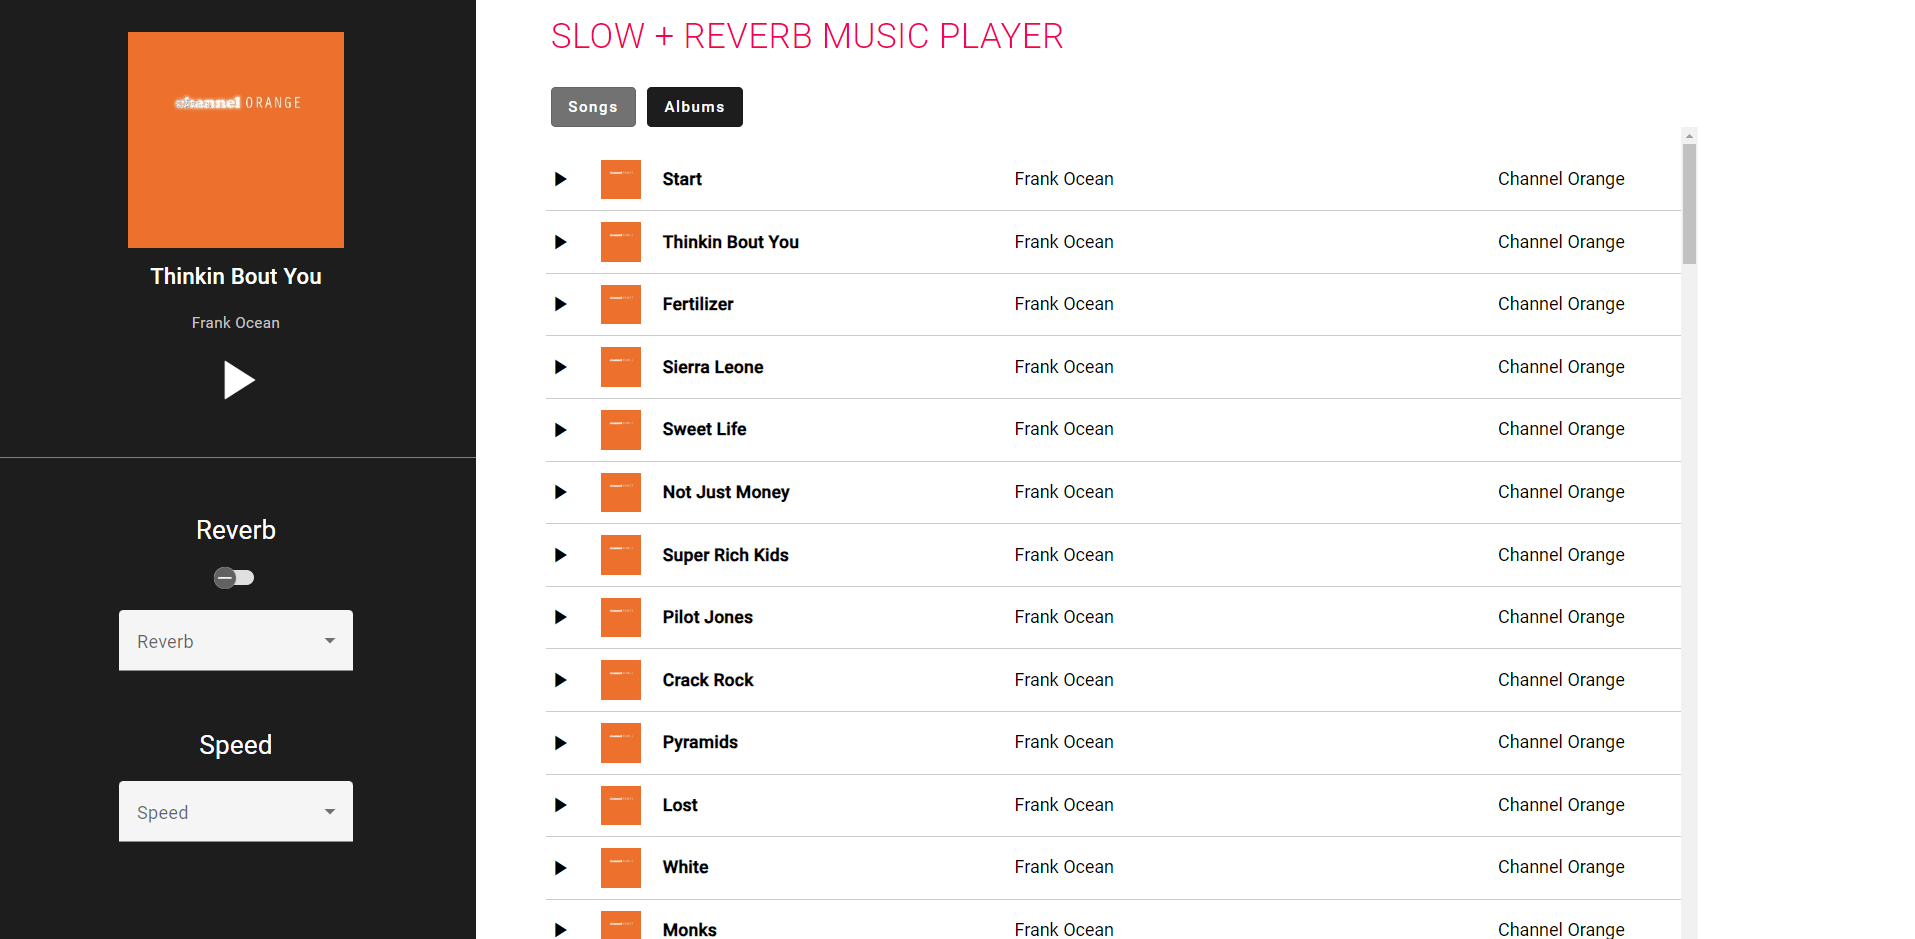 channel ORANGE
Thinkin Bout You
Frank Ocean
Reverb
Reverb
Speed
Speed
SLOW + REVERB MUSIC PLAYER
Songs Albums
Start Frank Ocean Channel Orange
Thinkin Bout You Frank Ocean Channel Orange
Fertilizer Frank Ocean Channel Orange
Sierra Leone Frank Ocean Channel Orange
Sweet Life Frank Ocean Channel Orange
Not Just Money Frank Ocean Channel Orange
Super Rich Kids Frank Ocean Channel Orange
Pilot Jones Frank Ocean Channel Orange
Crack Rock Frank Ocean Channel Orange
Pyramids Frank Ocean Channel Orange
Lost Frank Ocean Channel Orange
White Frank Ocean Channel Orange
Monks Frank Ocean Channel Orange